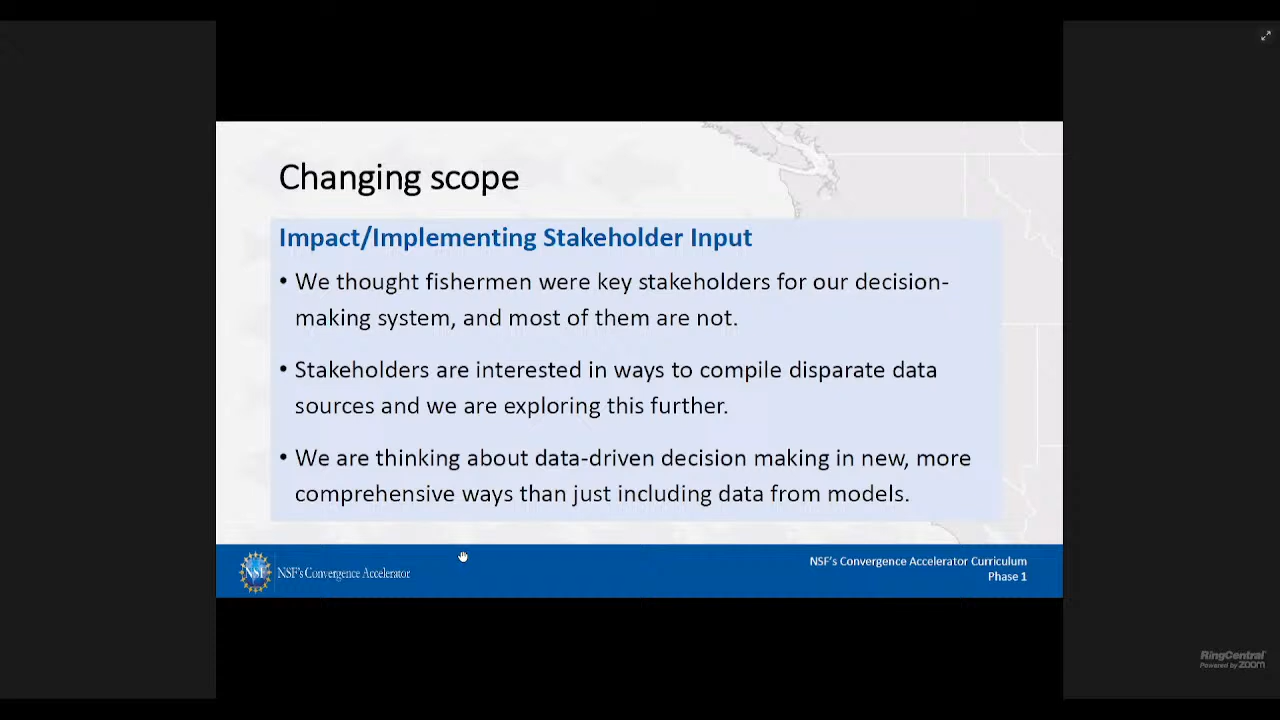 Changing scope
Impact/Implementing Stakeholder Input
• We thought fishermen were key stakeholders for our decision-
making system, and most of them are not.
• Stakeholders are interested in ways to compile disparate data
sources and we are exploring this further.
• We are thinking about data-driven decision making in new, more
comprehensive ways than just including data from models.
NSF
NSF's Convergence Accelerator
NSF's Convergence Accelerator Curriculum
Phase 1
RingCentral
Powered by zoom